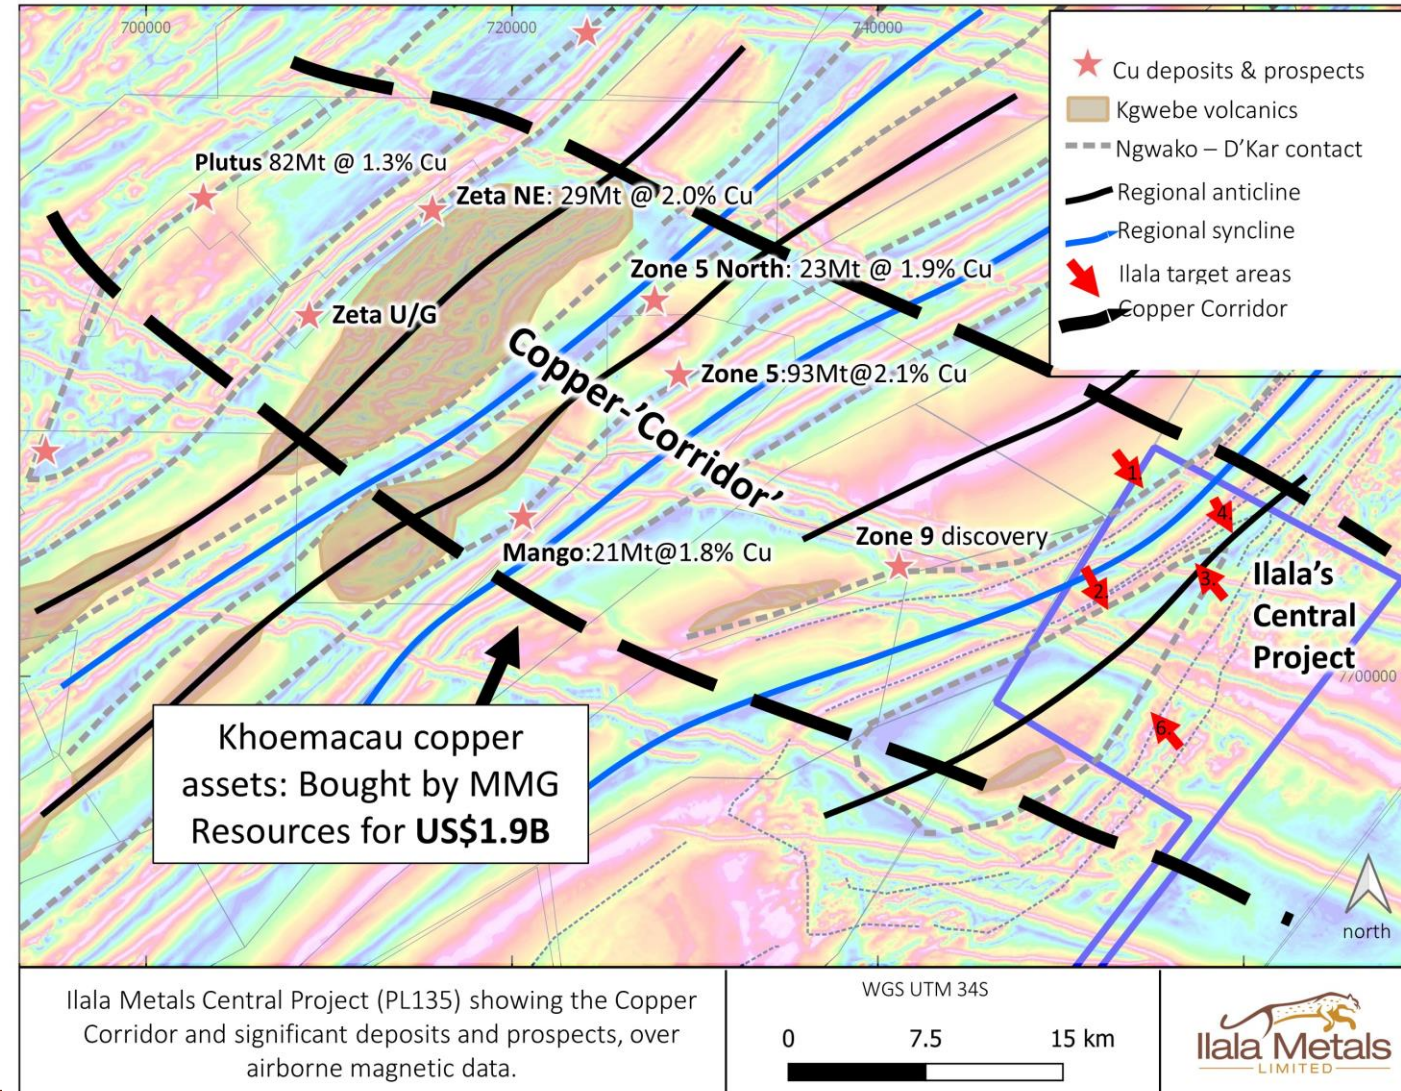 700000
720000
740000
Cu deposits & prospects
Kgwebe volcanics
Ngwako – D’Kar contact
Regional anticline
Regional syncline
Ilala target areas
Copper Corridor
Plutus 82Mt @ 1.3% Cu
Zeta NE: 29Mt @ 2.0% Cu
Zone 5 North: 23Mt @ 1.9% Cu
Zeta U/G
Zone 5:93Mt@2.1% Cu
Copper-’Corridor’
1.
4.
Zone 9 discovery
Mango:21Mt@1.8% Cu
2.
3.
Ilala’s
Central
Project
7700000
6.
Khoemacau copper
assets: Bought by MMG
Resources for US$1.9B
north
Ilala Metals Central Project (PL135) showing the Copper
Corridor and significant deposits and prospects, over
airborne magnetic data.
WGS UTM 34S
0 7.5 15 km
Ilala Metals
LIMITED